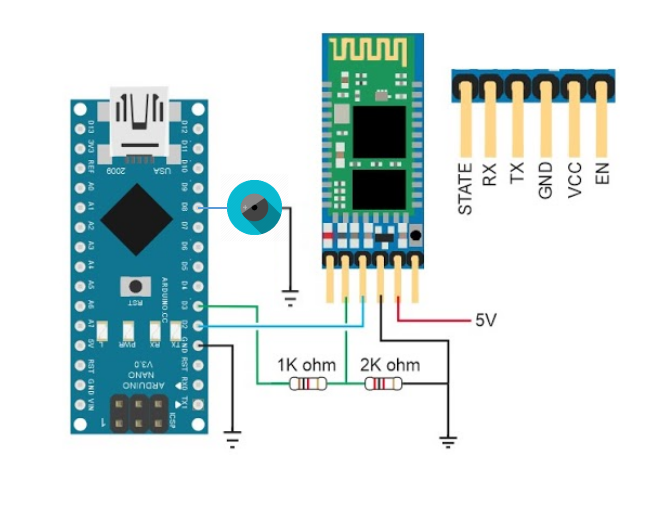 D13
3V3
REF
A0
A1
A2
A3
A4
A5
A6
A7
5V
RST
GND
VIN
D12
D11
D10
D9
D8
D7
D6
D5
D4
D3
D2
GND
RST
RX0
TX1
USA
2009
RST
ARDUINO.CC
L
PWR
RX
TX
V3.0
NANO
ARDUINO
ICSP
1
STATE
RX
TX
GND
VCC
EN
5V
1K ohm
2K ohm